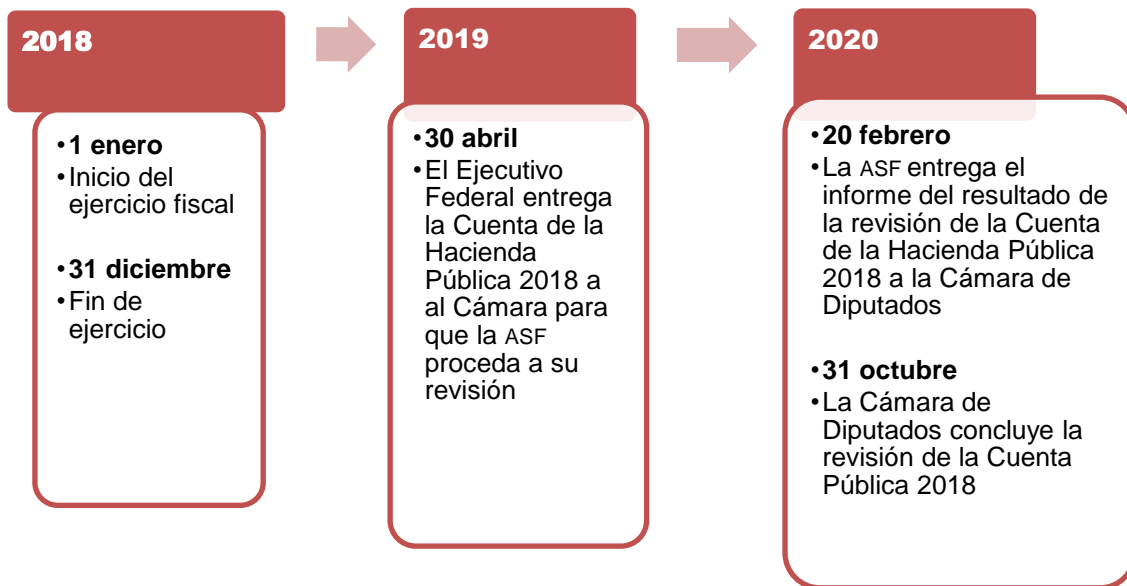 2018
•1 enero
•Inicio del
ejercicio fiscal
•31 diciembre
•Fin de
ejercicio
2019
•30 abril
•El Ejecutivo
Federal entrega
la Cuenta de la
Hacienda
Pública 2018 a
al Cámara para
que la ASF
proceda a su
revisión
2020
•20 febrero
•La ASF entrega el
informe del resultado de
la revisión de la Cuenta
de la Hacienda Pública
2018 a la Cámara de
Diputados
•31 octubre
•La Cámara de
Diputados concluye la
revisión de la Cuenta
Pública 2018